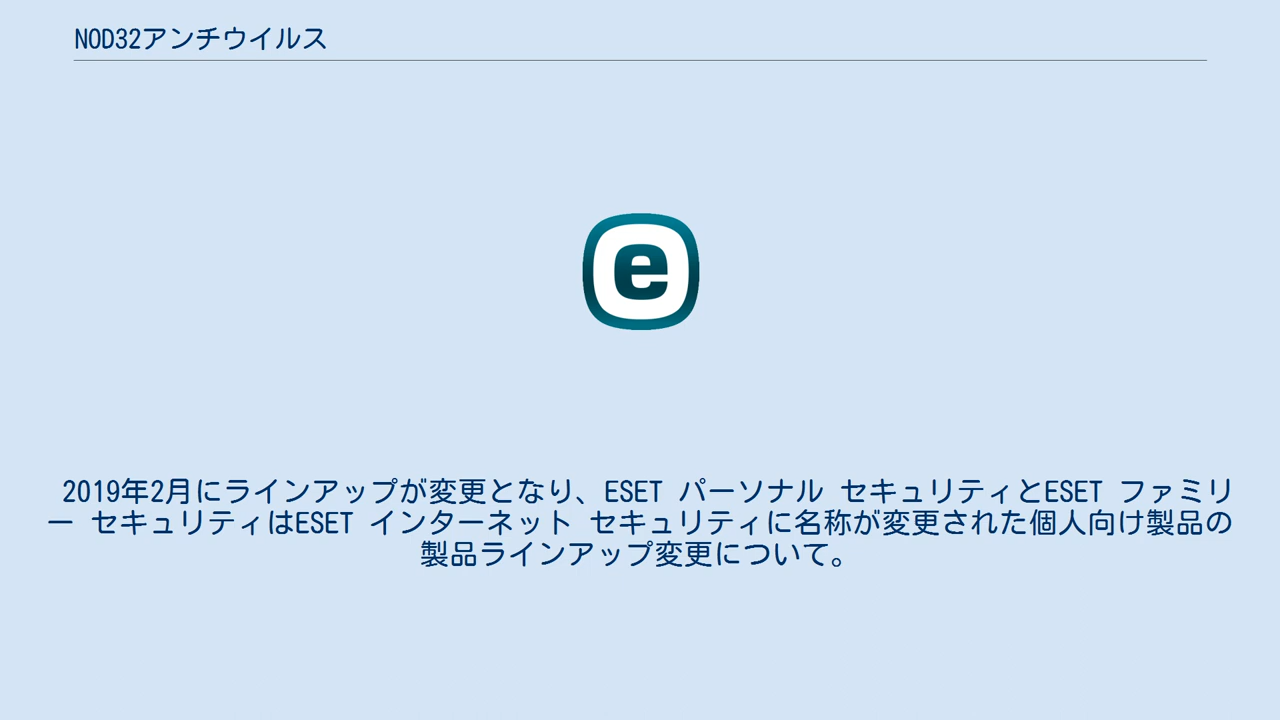 NOD32アンチウイルス
e
2019年2月にラインアップが変更となり、ESET パーソナル セキュリティとESET ファミリ
ー セキュリティはESET インターネット セキュリティに名称が変更された個人向け製品の
製品ラインアップ変更について。